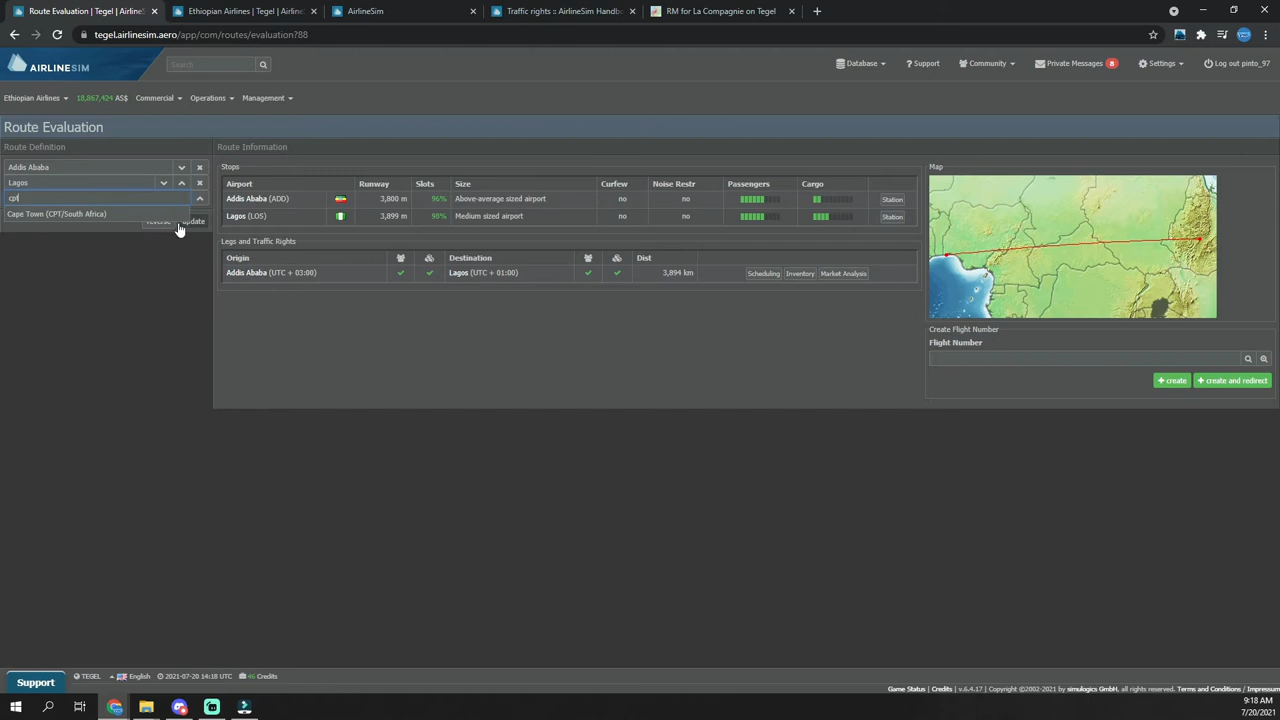 Route Evaluation | Tegel | AirlineSi
Ethiopian Airlines | Tegel | Airline
AirlineSim
Traffic rights :: AirlineSim Handb
RM for La Compagnie on Tegel
tegel.airlinesim.aero/app/com/routes/evaluation?88
AIRLINESIM
Search
Database
Support
Community
Private Messages 8
Settings
Log out pinto_97
Ethiopian Airlines
18,867,424 AS$
Commercial
Operations
Management
Route Evaluation
Route Definition
Route Information
Addis Ababa
Lagos
cpt
Cape Town (CPT/South Africa)
reverse
update
Stops
Airport Runway Slots Size Curfew Noise Restr Passengers Cargo
Addis Ababa (ADD) 3,800 m 96% Above-average sized airport no no Station
Lagos (LOS) 3,899 m 98% Medium sized airport no no Station
Legs and Traffic Rights
Origin Destination Dist
Addis Ababa (UTC + 03:00) Lagos (UTC + 01:00) 3,894 km Scheduling Inventory Market Analysis
Map
Create Flight Number
Flight Number
+ create
+ create and redirect
Support
TEGEL
English
2021-07-20 14:18 UTC
46 Credits
Game Status | Credits | v.6.4.17 | Copyright ©2002-2021 by simulogics GmbH, all rights reserved. Terms and Conditions / Impressum
9:18 AM
7/20/2021